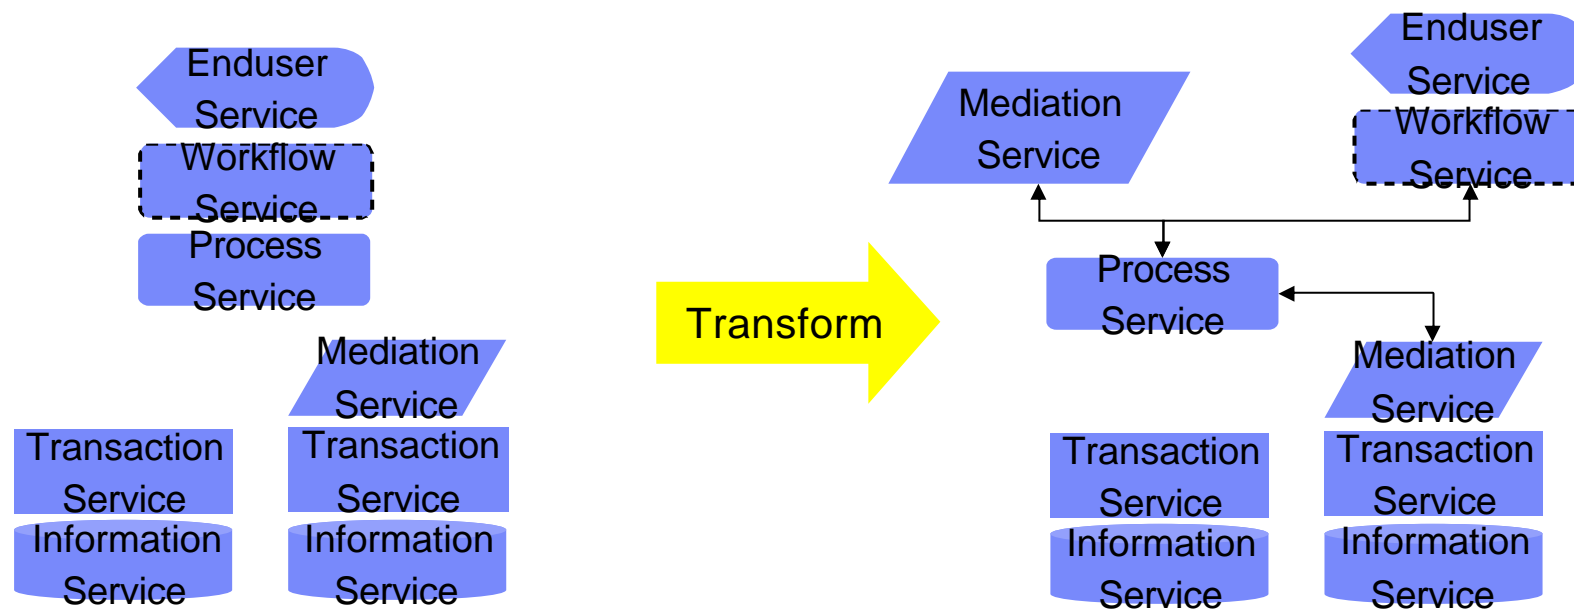 Enduser
Service
Workflow
Service
Process
Service
Mediation
Service
Transaction
Service
Transaction
Service
Information
Service
Information
Service
Transform
Mediation
Service
Enduser
Service
Workflow
Service
Process
Service
Mediation
Service
Transaction
Service
Transaction
Service
Information
Service
Information
Service